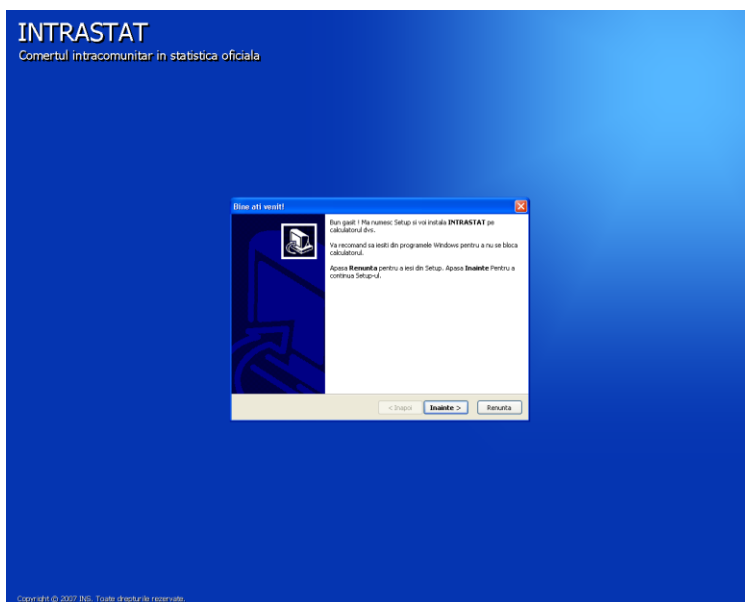 INTRASTAT
Comertul intracomunitar in statistica oficiala
Bine ati venit!
Bun gasit ! Ma numesc Setup si voi instala INTRASTAT pe
calculatorul dvs.
Va recomand sa iesiti din programele Windows pentru a nu se bloca
calculatorul.
Apasa Renunta pentru a iesi din Setup. Apasa Inainte Pentru a
continua Setup-ul.
< Inapoi Inainte > Renunta
Copyright © 2007 INS. Toate drepturile rezervate.